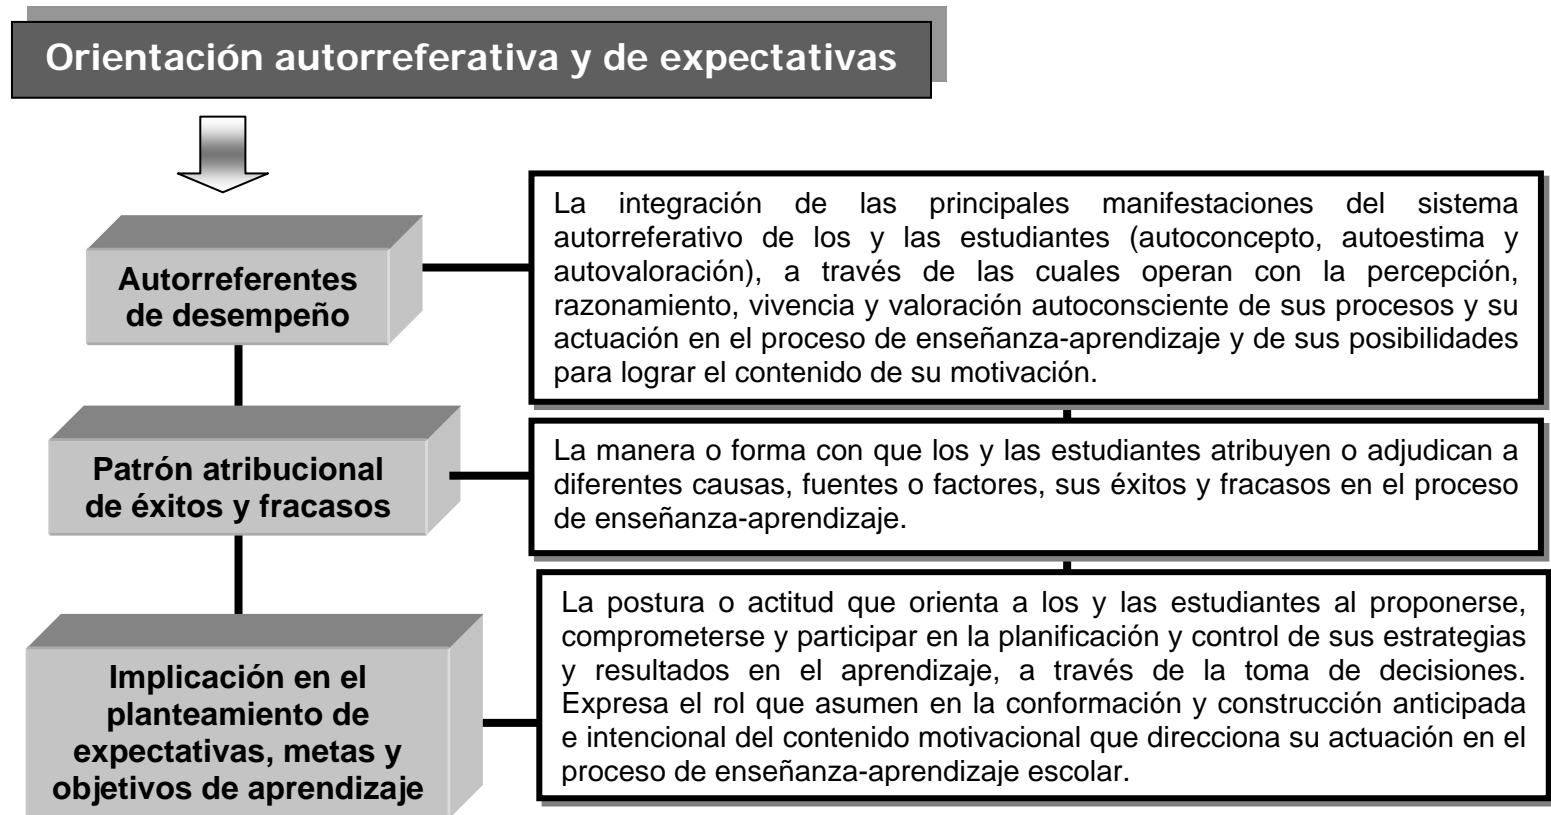 Orientación autorreferativa y de expectativas
Autorreferentes
de desempeño
La integración de las principales manifestaciones del sistema
autorreferativo de los y las estudiantes (autoconcepto, autoestima y
autovaloración), a través de las cuales operan con la percepción,
razonamiento, vivencia y valoración autoconsciente de sus procesos y su
actuación en el proceso de enseñanza-aprendizaje y de sus posibilidades
para lograr el contenido de su motivación.
Patrón atribucional
de éxitos y fracasos
La manera o forma con que los y las estudiantes atribuyen o adjudican a
diferentes causas, fuentes o factores, sus éxitos y fracasos en el proceso
de enseñanza-aprendizaje.
Implicación en el
planteamiento de
expectativas, metas y
objetivos de aprendizaje
La postura o actitud que orienta a los y las estudiantes al proponerse,
comprometerse y participar en la planificación y control de sus estrategias
y resultados en el aprendizaje, a través de la toma de decisiones.
Expresa el rol que asumen en la conformación y construcción anticipada
e intencional del contenido motivacional que direcciona su actuación en el
proceso de enseñanza-aprendizaje escolar.